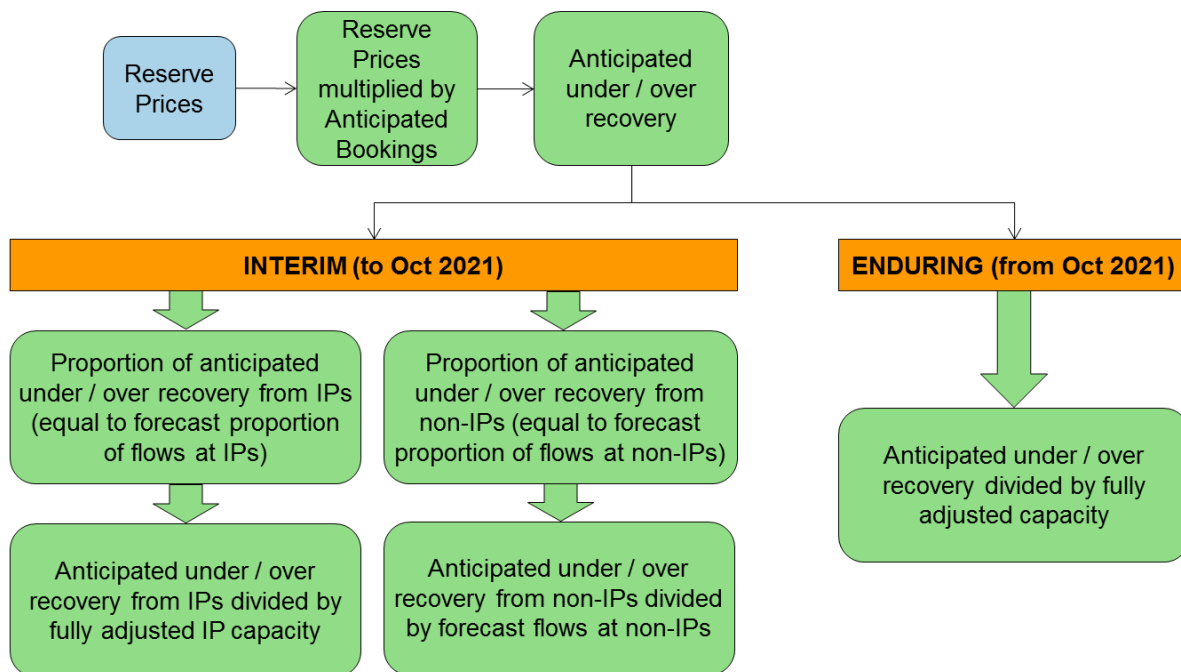 Reserve
Prices
Reserve
Prices
multiplied by
Anticipated
Bookings
Anticipated
under / over
recovery
INTERIM (to Oct 2021)
ENDURING (from Oct 2021)
Proportion of anticipated
under / over recovery from IPs
(equal to forecast proportion
of flows at IPs)
Proportion of anticipated
under / over recovery from
non-IPs (equal to forecast
proportion of flows at non-IPs)
Anticipated under / over
recovery divided by fully
adjusted capacity
Anticipated under / over
recovery from IPs divided by
fully adjusted IP capacity
Anticipated under / over
recovery from non-IPs divided
by forecast flows at non-IPs